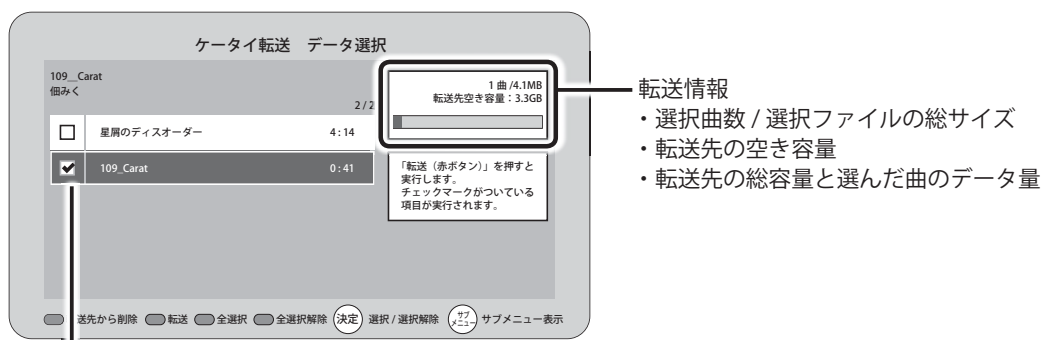 ケータイ転送 データ選択
109__Carat
佃みく
2 / 2
1 曲 /4.1MB
転送先空き容量:3.3GB
星屑のディスオーダー 4 : 14
109_Carat 0 : 41
「転送(赤ボタン)」を押すと
実行します。
チェックマークがついている
項目が実行されます。
送先から削除 転送 全選択 全選択解除 決定 選択 / 選択解除 サブメニュー サブメニュー表示
転送情報
・選択曲数 / 選択ファイルの総サイズ
・転送先の空き容量
・転送先の総容量と選んだ曲のデータ量